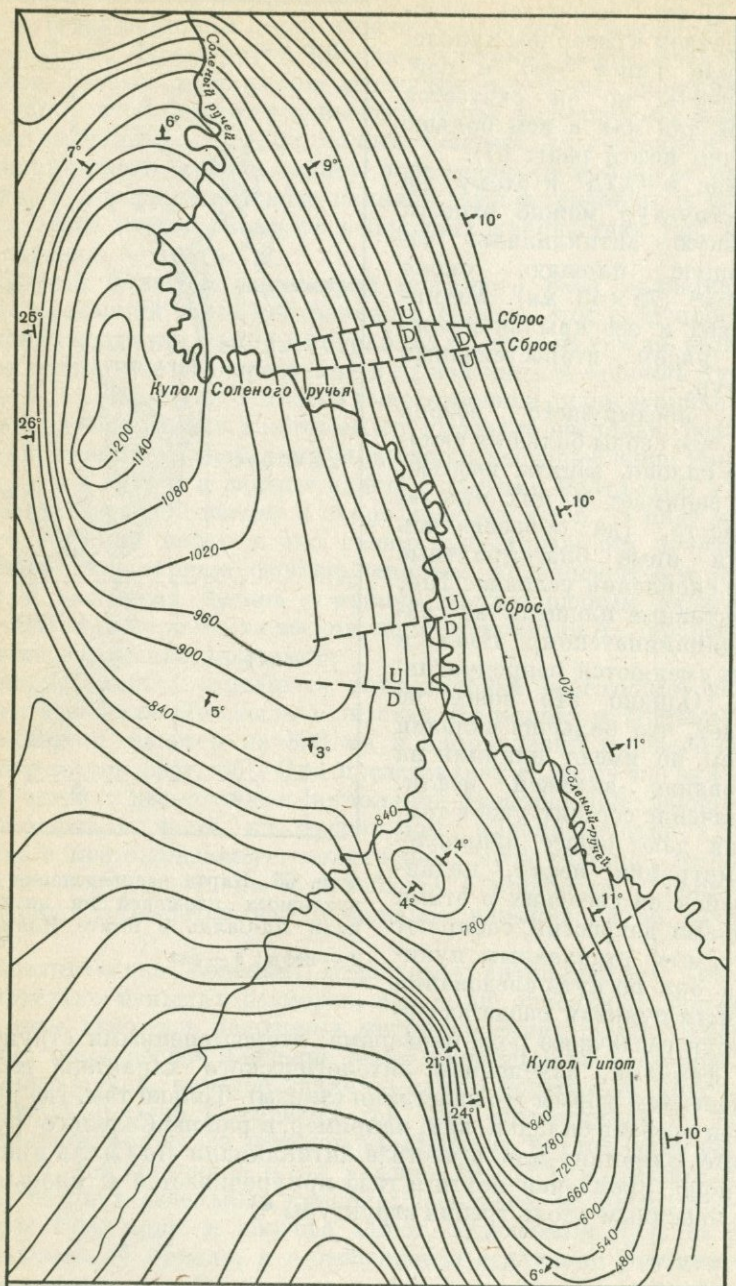 Соленый ручей
6°
7°
9°
10°
25°
U
Сброс
D
D
Сброс
U
Купол Соленого ручья
26°
1200
1140
10°
1080
1020
U
Сброс
D
960
900
U
D
420
840
5°
3°
11°
Соленый-ручей
840
4°
4°
11°
780
21°
Купол Типот
24°
840
780
10°
720
660
600
540
6°
480